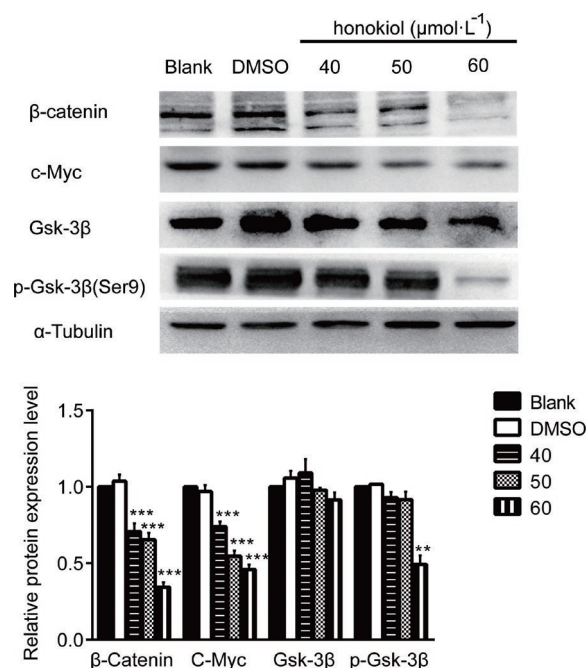 honokiol (μmol·L⁻¹)
Blank DMSO 40 50 60
β-catenin
c-Myc
Gsk-3β
p-Gsk-3β(Ser9)
α-Tubulin
Relative protein expression level
1.5
1.0
0.5
0.0
*** *** ***
*** *** ***
**
β-Catenin C-Myc Gsk-3β p-Gsk-3β
Blank
DMSO
40
50
60